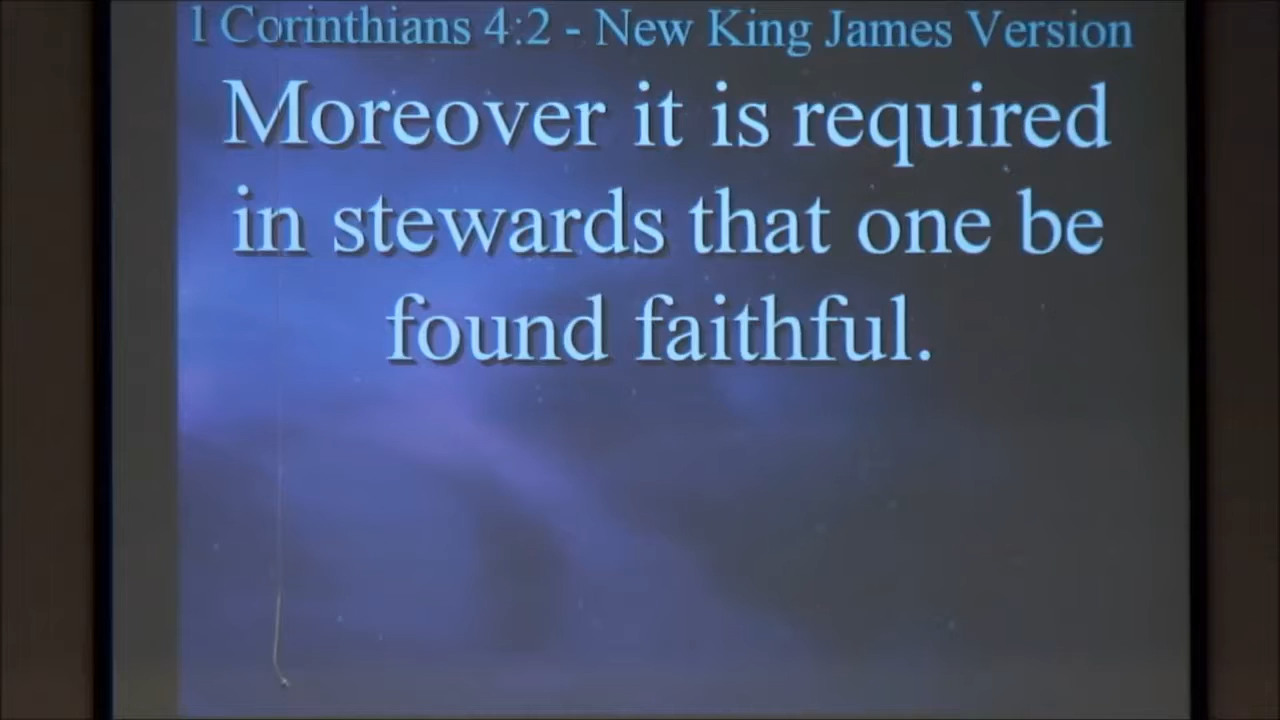 1 Corinthians 4:2 - New King James Version
Moreover it is required
in stewards that one be
found faithful.